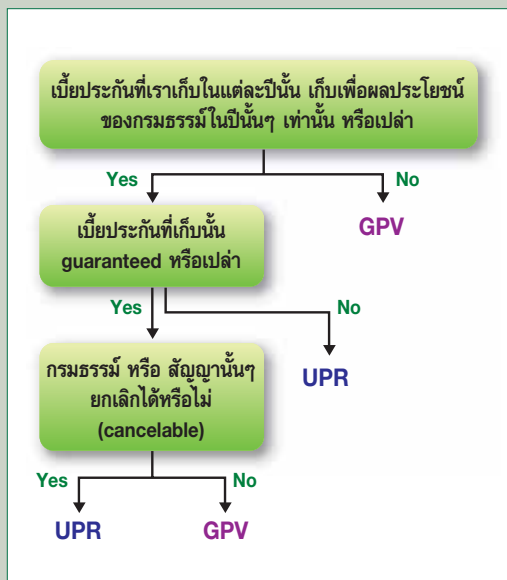 เบี้ยประกันที่เราเก็บในแต่ละปีนั้น เก็บเพื่อผลประโยชน์
ของกรมธรรม์ในปีนั้นๆ เท่านั้น หรือเปล่า
Yes
No
เบี้ยประกันที่เก็บนั้น
guaranteed หรือเปล่า
GPV
Yes
No
กรมธรรม์ หรือ สัญญานั้นๆ
ยกเลิกได้หรือไม่
(cancelable)
UPR
Yes
No
UPR
GPV